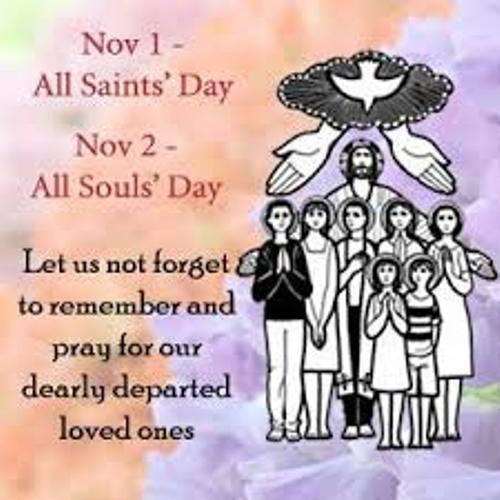 Nov 1 -
All Saints' Day
Nov 2 -
All Souls' Day
Let us not forget
to remember and
pray for our
dearly departed
loved ones